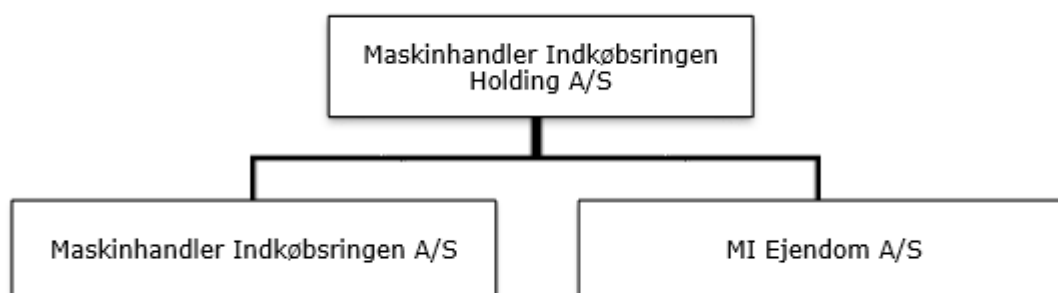 Maskinhandler Indkøbsringen
Holding A/S
Maskinhandler Indkøbsringen A/S
MI Ejendom A/S